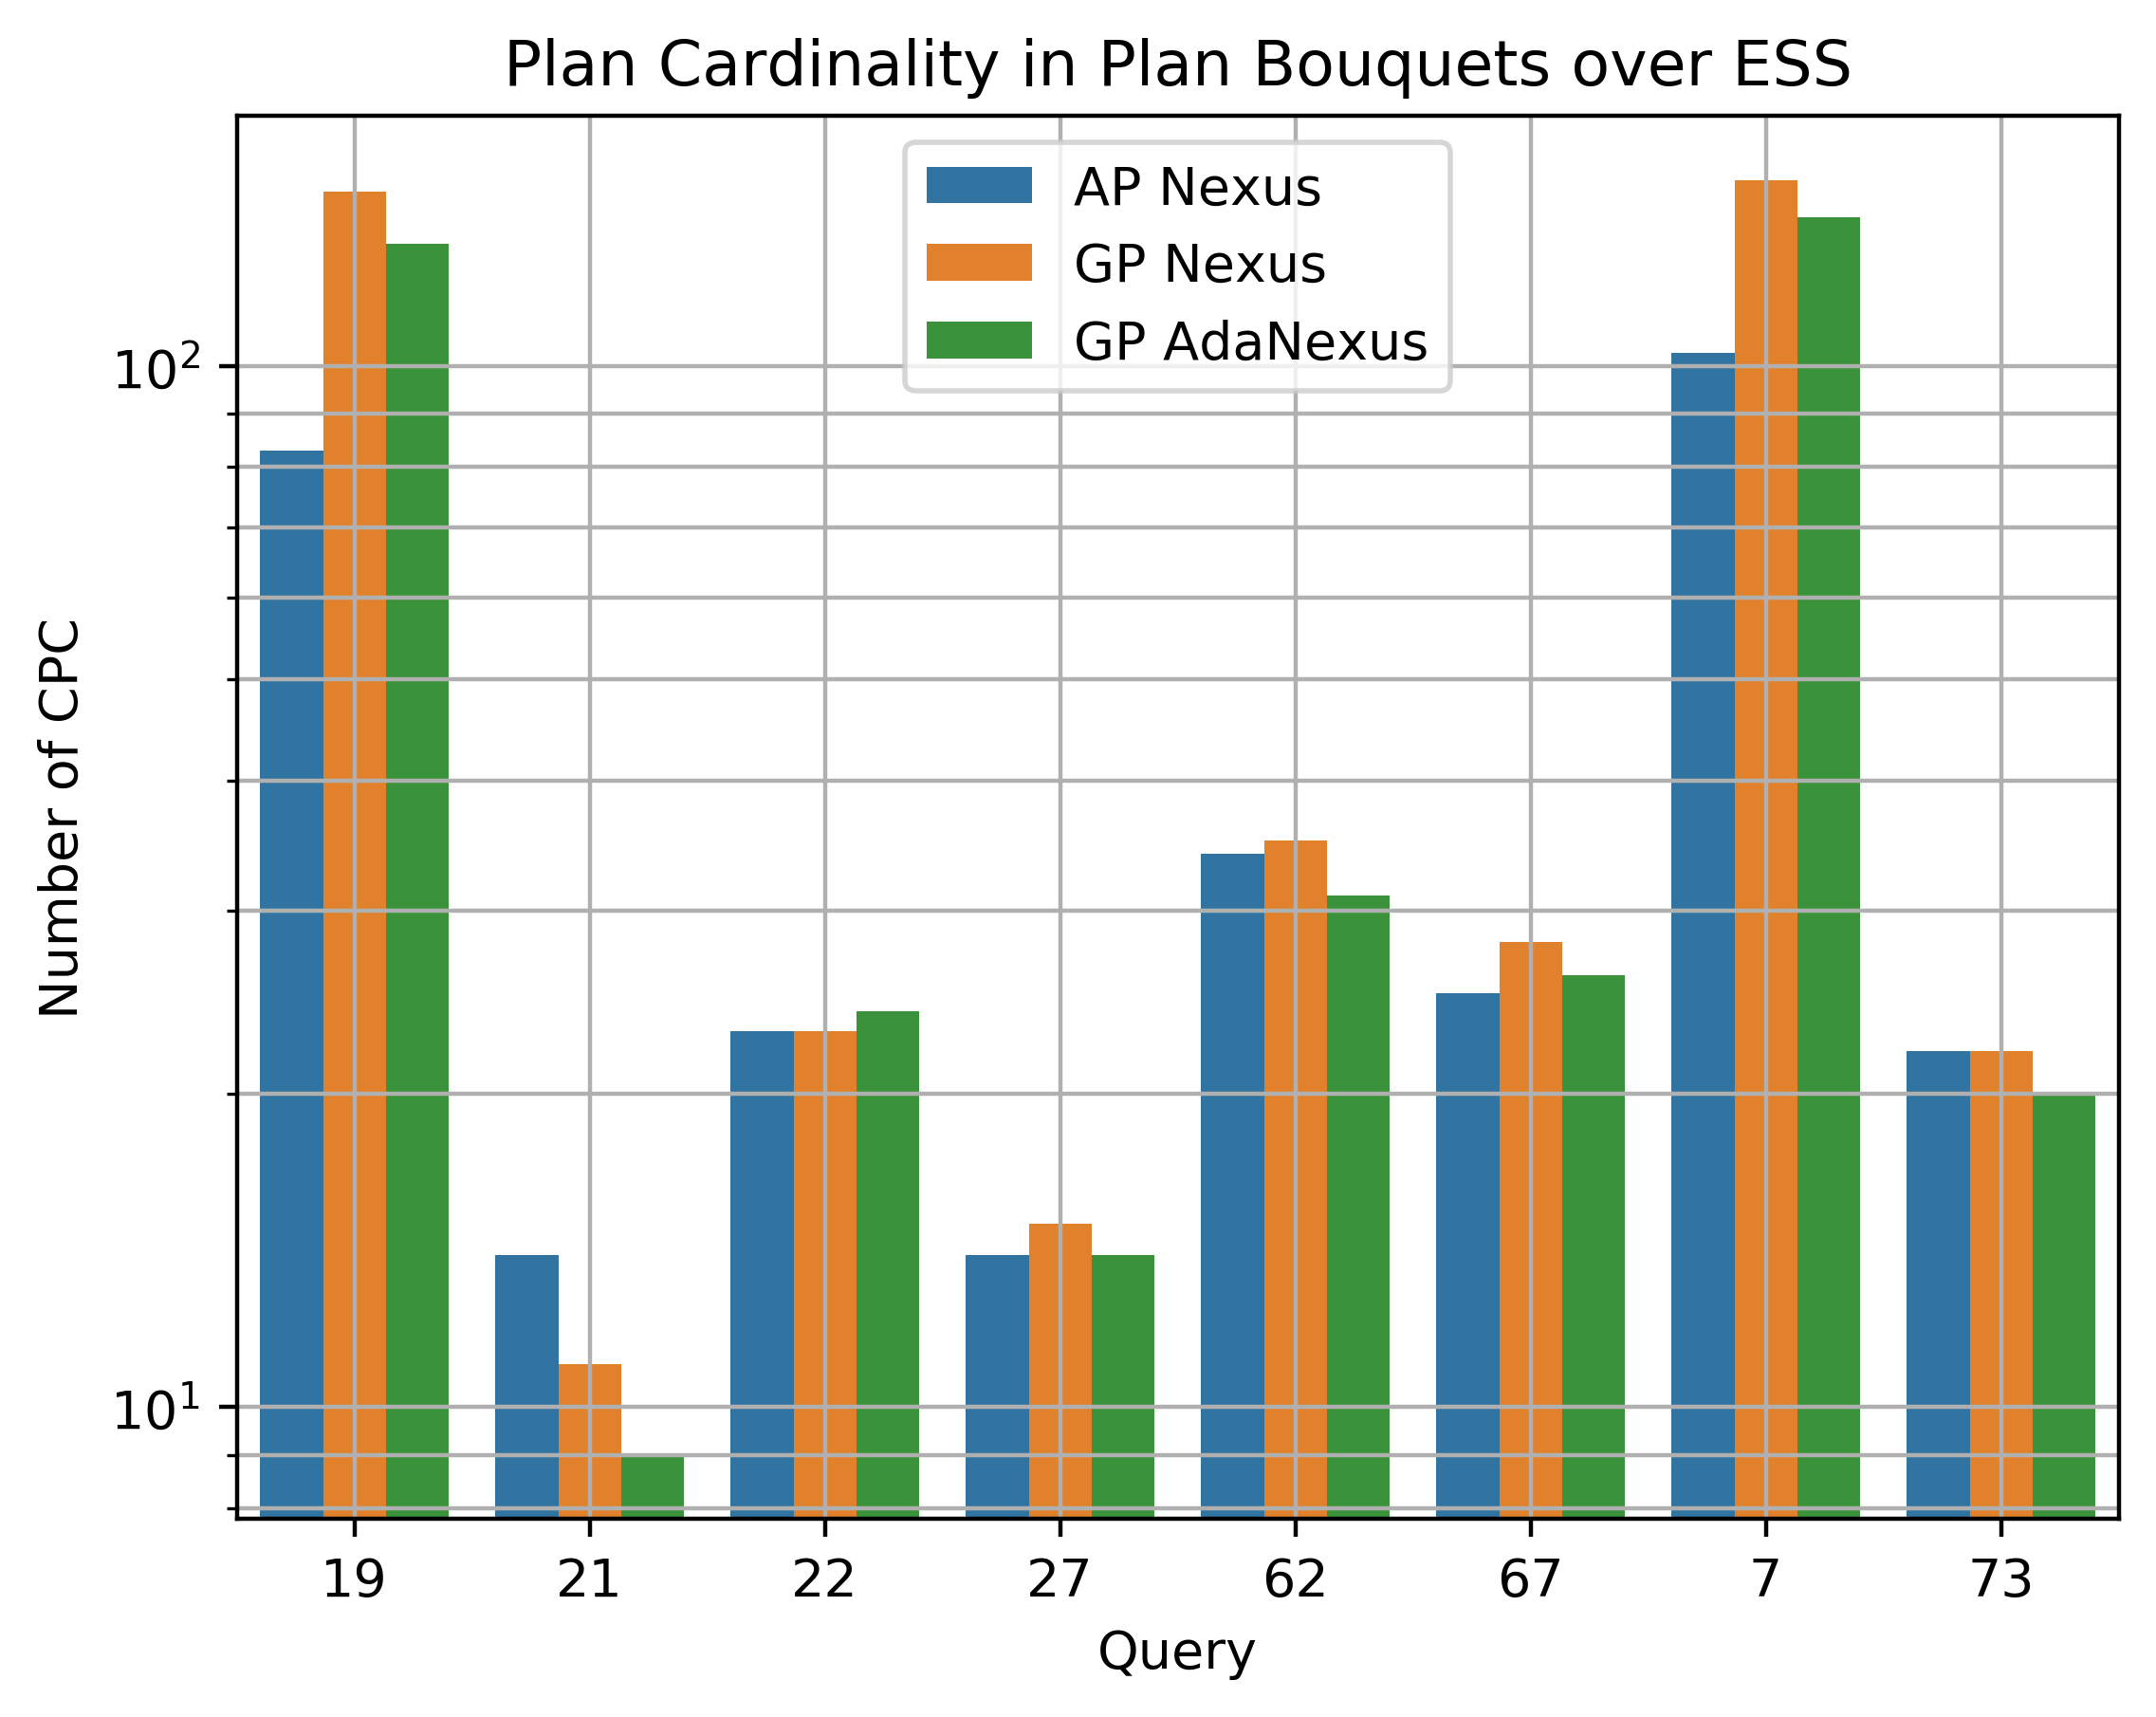 Plan Cardinality in Plan Bouquets over ESS
AP Nexus
GP Nexus
GP AdaNexus
Number of CPC
10²
10¹
19 21 22 27 62 67 7 73
Query